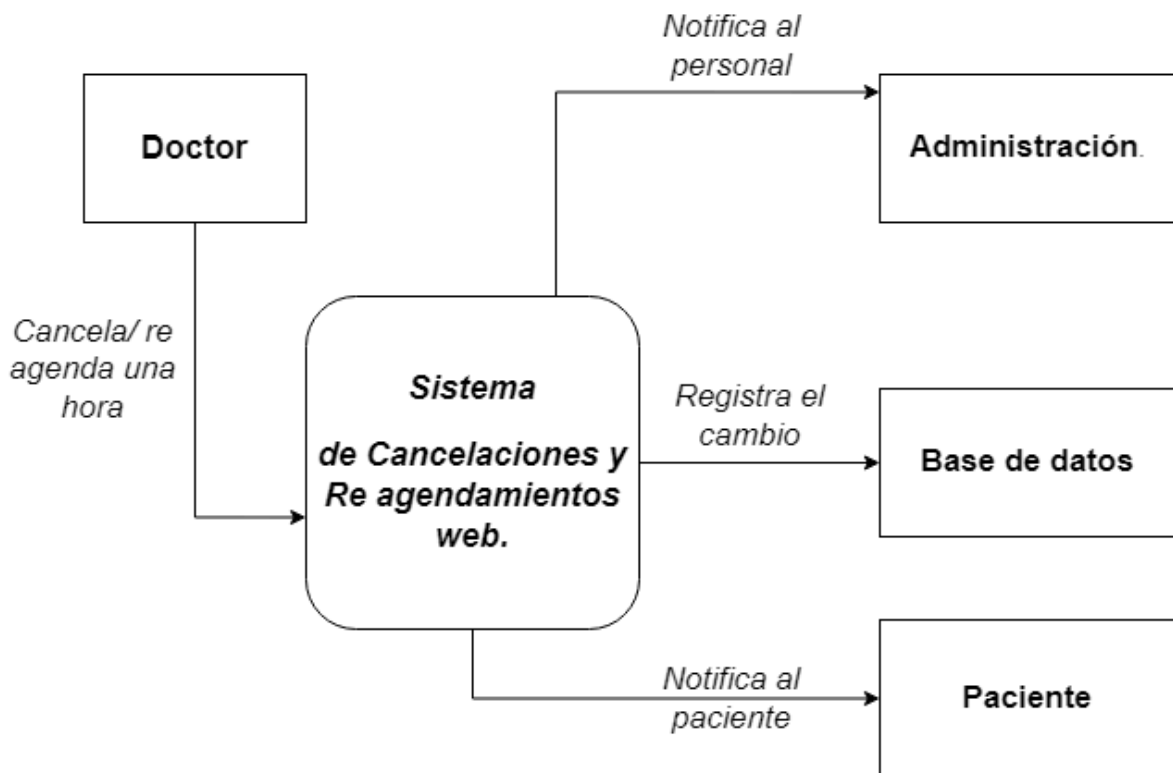 Notifica al
personal
Doctor
Administración.
Cancela/ re
agenda una
hora
Sistema
de Cancelaciones y
Re agendamientos
web.
Registra el
cambio
Base de datos
Notifica al
paciente
Paciente